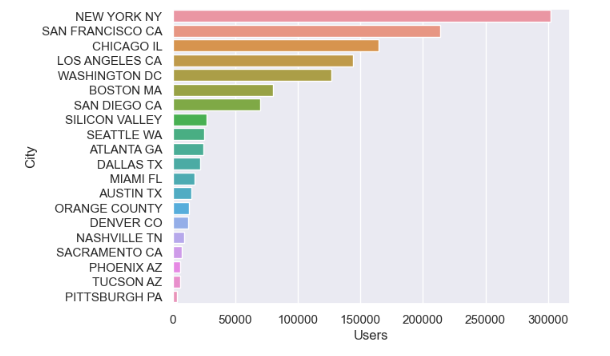 NEW YORK NY
SAN FRANCISCO CA
CHICAGO IL
LOS ANGELES CA
WASHINGTON DC
BOSTON MA
SAN DIEGO CA
SILICON VALLEY
SEATTLE WA
ATLANTA GA
DALLAS TX
MIAMI FL
AUSTIN TX
ORANGE COUNTY
DENVER CO
NASHVILLE TN
SACRAMENTO CA
PHOENIX AZ
TUCSON AZ
PITTSBURGH PA
City
0 50000 100000 150000 200000 250000 300000
Users